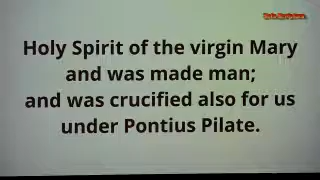 Holy Spirit of the virgin Mary
and was made man;
and was crucified also for us
under Pontius Pilate.